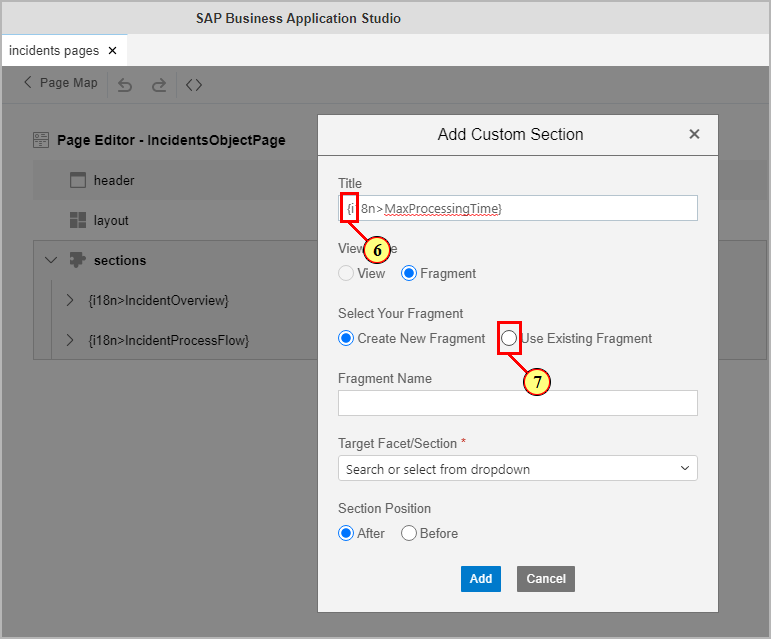 SAP Business Application Studio
incidents pages ×
Page Map
Page Editor - IncidentsObjectPage
header
layout
sections
{i18n>IncidentOverview}
{i18n>IncidentProcessFlow}
Add Custom Section
Title
{i18n>MaxProcessingTime}
6
View
View Fragment
Select Your Fragment
Create New Fragment Use Existing Fragment
7
Fragment Name
Target Facet/Section *
Search or select from dropdown
Section Position
After Before
Add Cancel